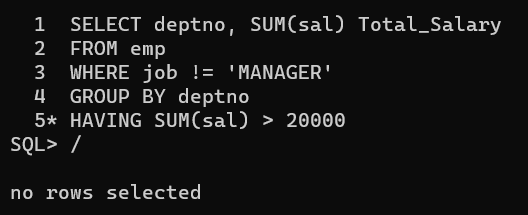 1  SELECT deptno, SUM(sal) Total_Salary
2  FROM emp
3  WHERE job != 'MANAGER'
4  GROUP BY deptno
5* HAVING SUM(sal) > 20000
SQL> /
no rows selected